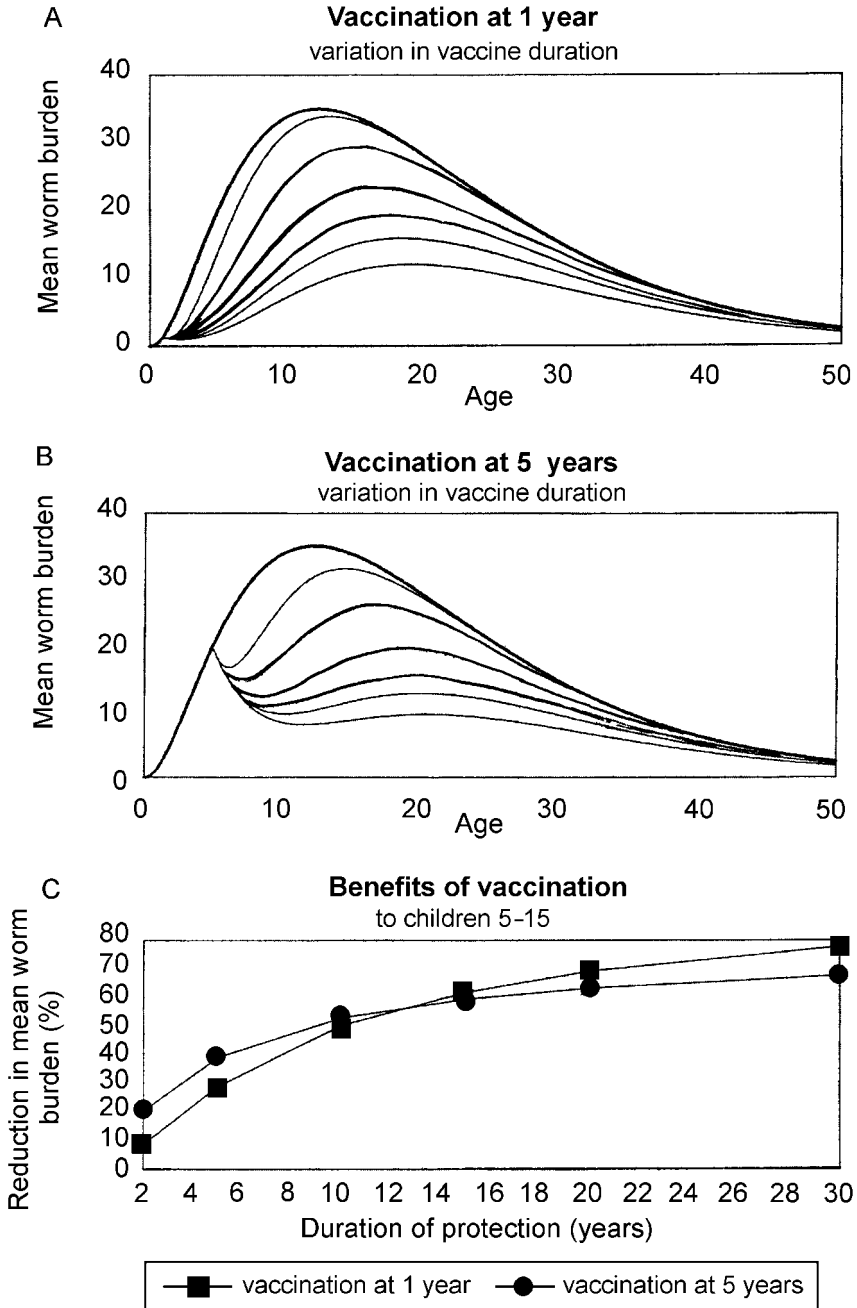 A
Vaccination at 1 year
variation in vaccine duration
Mean worm burden
40
30
20
10
0
0 10 20 30 40 50
Age
B
Vaccination at 5 years
variation in vaccine duration
Mean worm burden
40
30
20
10
0
0 10 20 30 40 50
Age
C
Benefits of vaccination
to children 5–15
Reduction in mean worm
burden (%)
80
70
60
50
40
30
20
10
0
2 4 6 8 10 12 14 16 18 20 22 24 26 28 30
Duration of protection (years)
vaccination at 1 year vaccination at 5 years